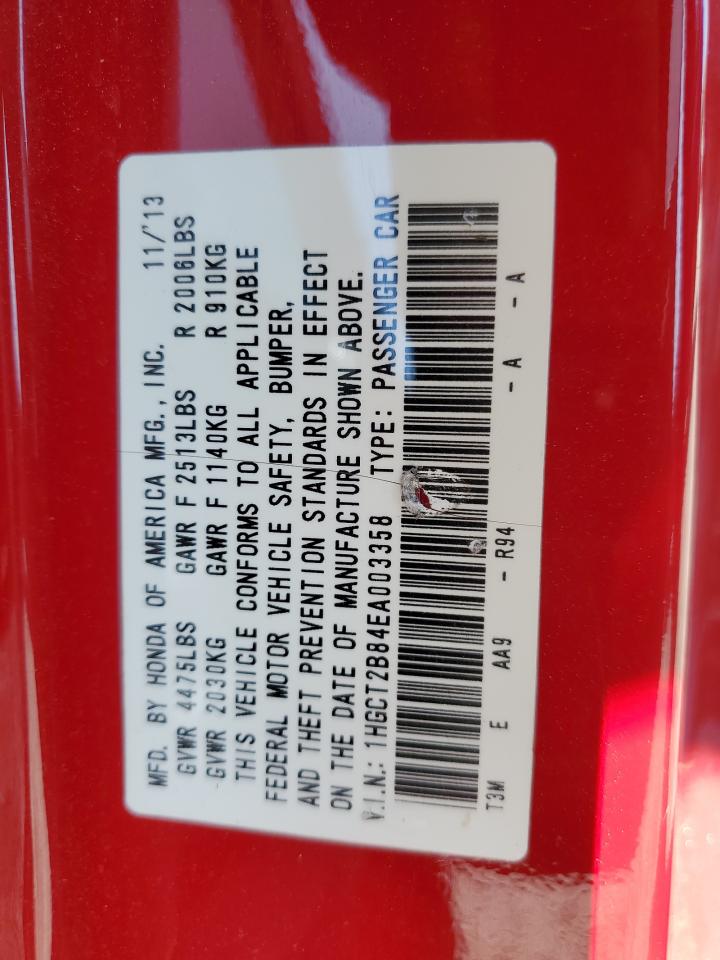 MFD. BY HONDA OF AMERICA MFG., INC. 11/'13
GVWR 4475LBS GAWR F 2513LBS R 2006LBS
GVWR 2030KG GAWR F 1140KG R 910KG
THIS VEHICLE CONFORMS TO ALL APPLICABLE
FEDERAL MOTOR VEHICLE SAFETY, BUMPER,
AND THEFT PREVENTION STANDARDS IN EFFECT
ON THE DATE OF MANUFACTURE SHOWN ABOVE.
V.I.N.: 1HGCT2B84EA003358 TYPE: PASSENGER CAR
T3M E AA9 - R94 - A - A